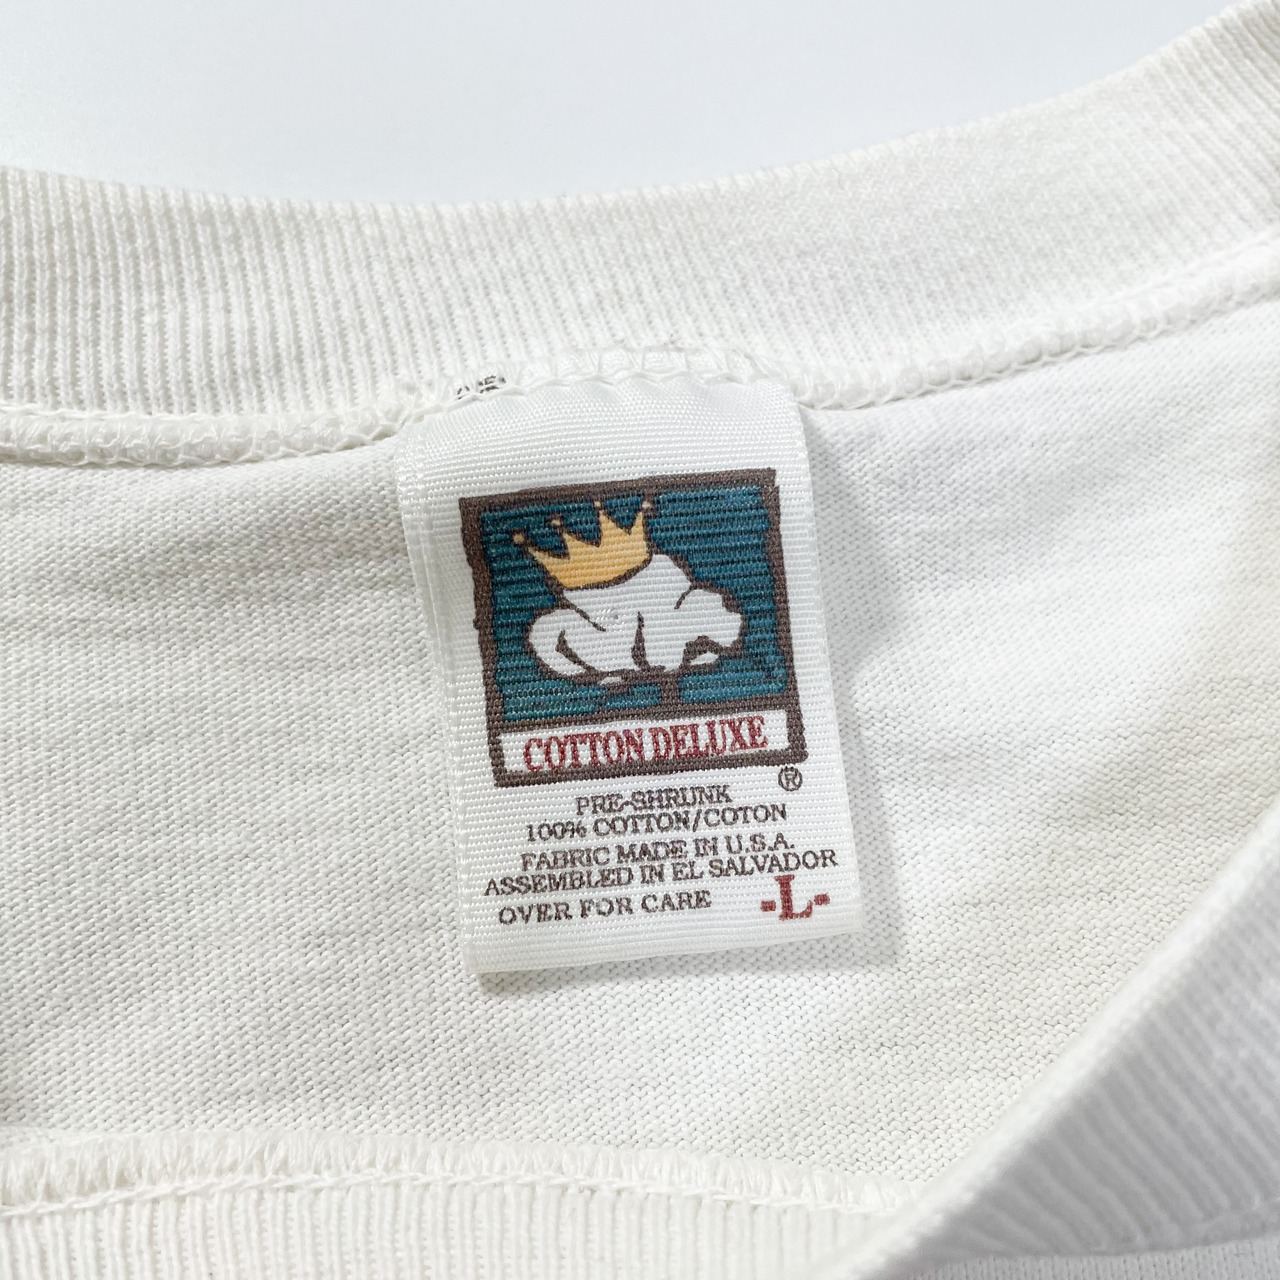 COTTON DELUXE
®
PRE-SHRUNK
100% COTTON/COTON
FABRIC MADE IN U.S.A.
ASSEMBLED IN EL SALVADOR
OVER FOR CARE -L-